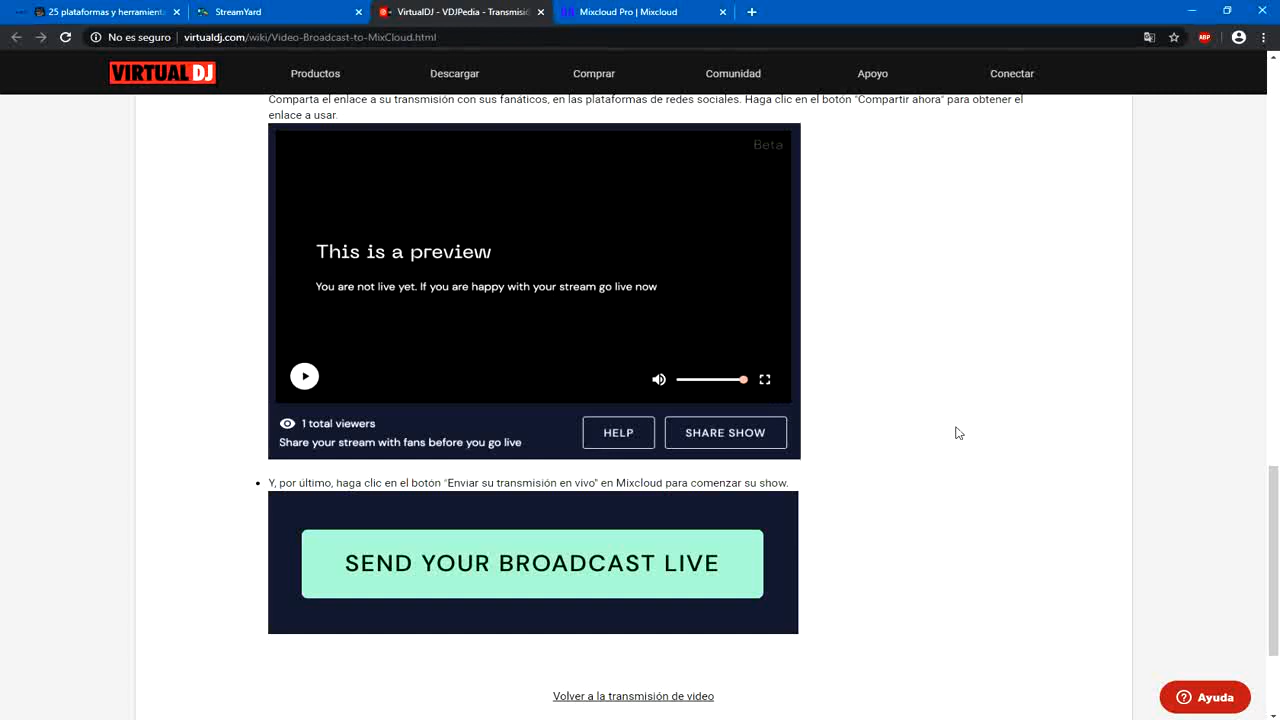 25 plataformas y herramient
StreamYard
VirtualDJ - VDJPedia - Transmisió
Mixcloud Pro | Mixcloud
No es seguro | virtualdj.com/wiki/Video-Broadcast-to-MixCloud.html
ABP
VIRTUAL DJ
Productos
Descargar
Comprar
Comunidad
Apoyo
Conectar
Comparta el enlace a su transmisión con sus fanáticos, en las plataformas de redes sociales. Haga clic en el botón "Compartir ahora" para obtener el
enlace a usar.
Beta
This is a preview
You are not live yet. If you are happy with your stream go live now
1 total viewers
Share your stream with fans before you go live
HELP
SHARE SHOW
Y, por último, haga clic en el botón "Enviar su transmisión en vivo" en Mixcloud para comenzar su show.
SEND YOUR BROADCAST LIVE
Volver a la transmisión de video
Ayuda